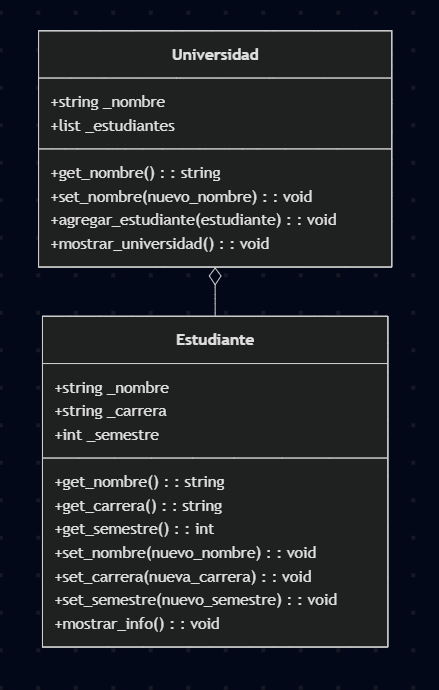 Universidad
+string _nombre
+list _estudiantes
+get_nombre() : : string
+set_nombre(nuevo_nombre) : : void
+agregar_estudiante(estudiante) : : void
+mostrar_universidad() : : void
Estudiante
+string _nombre
+string _carrera
+int _semestre
+get_nombre() : : string
+get_carrera() : : string
+get_semestre() : : int
+set_nombre(nuevo_nombre) : : void
+set_carrera(nueva_carrera) : : void
+set_semestre(nuevo_semestre) : : void
+mostrar_info() : : void